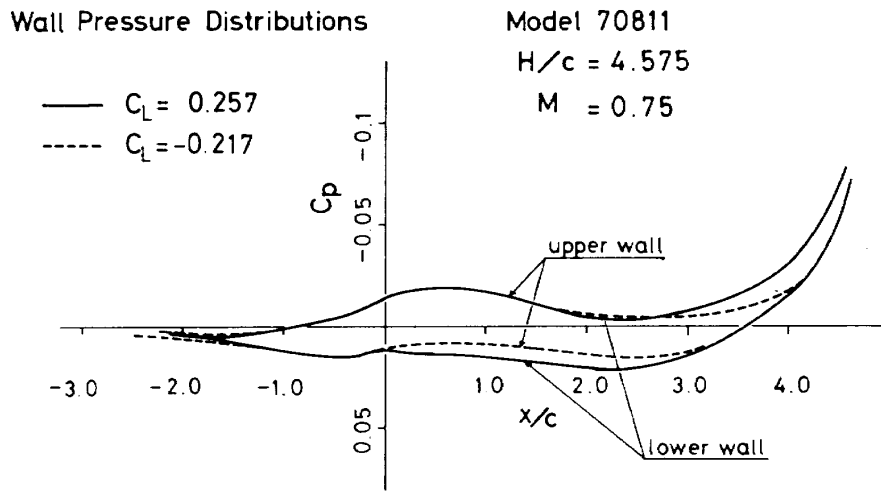 Wall Pressure Distributions
Model 70811
H/c = 4.575
M = 0.75
C_L = 0.257
C_L = -0.217
-0.1
-0.05
Cp
upper wall
-3.0 -2.0 -1.0 1.0 2.0 3.0 4.0
x/c
0.05
lower wall